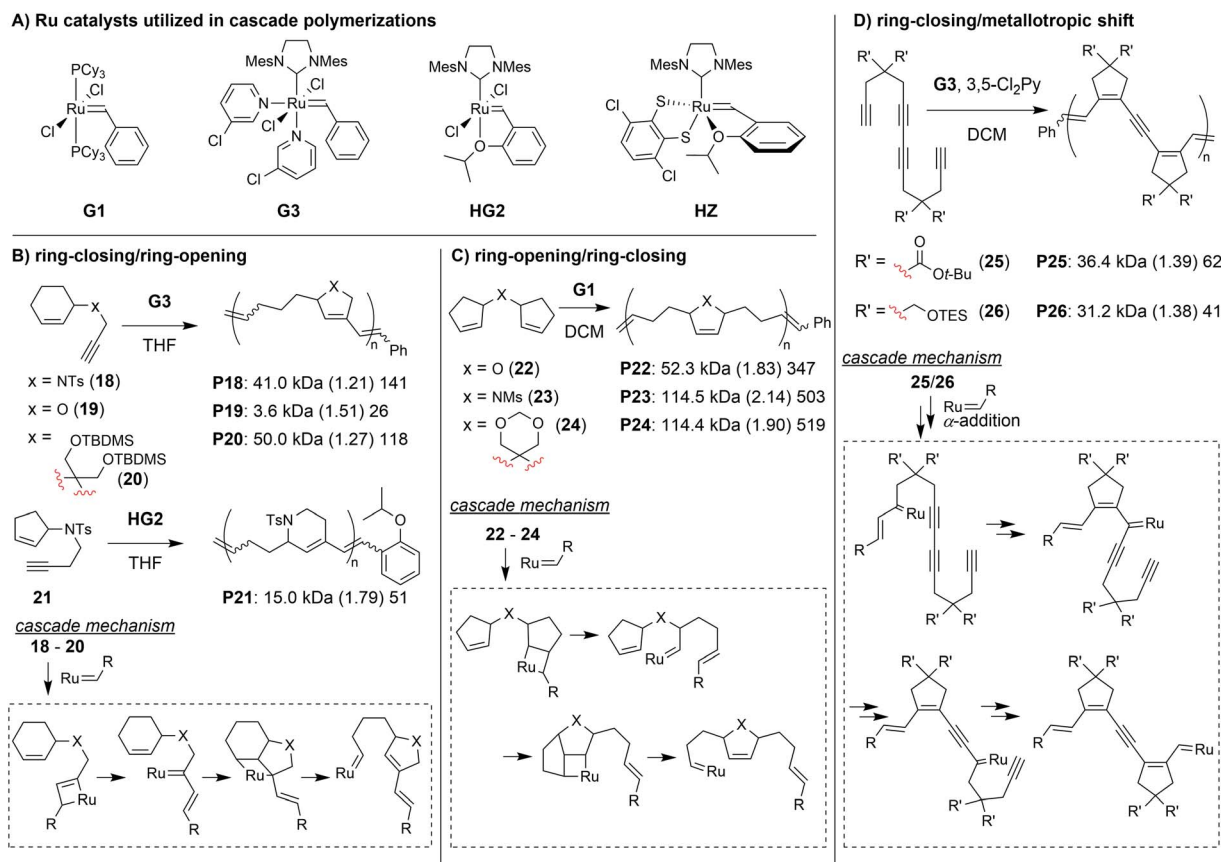 A) Ru catalysts utilized in cascade polymerizations
PCy3
Cl
Ru
Cl
PCy3
G1
Mes
N
N
Mes
Cl
N
Ru
Cl
N
Cl
Cl
G3
Mes
N
N
Mes
Cl
Ru
Cl
O
HG2
Mes
N
N
Mes
Cl
S
Ru
S
O
Cl
HZ
B) ring-closing/ring-opening
X
G3
THF
X
n
Ph
x = NTs (18)
x = O (19)
x =
OTBDMS
OTBDMS
(20)
P18: 41.0 kDa (1.21) 141
P19: 3.6 kDa (1.51) 26
P20: 50.0 kDa (1.27) 118
NTs
21
HG2
THF
TsN
O
n
P21: 15.0 kDa (1.79) 51
cascade mechanism
18 - 20
Ru
R
X
Ru
R
X
Ru
R
X
Ru
R
Ru
X
R
C) ring-opening/ring-closing
X
G1
DCM
X
n
Ph
x = O (22)
x = NMs (23)
x =
O
O
(24)
P22: 52.3 kDa (1.83) 347
P23: 114.5 kDa (2.14) 503
P24: 114.4 kDa (1.90) 519
cascade mechanism
22 - 24
Ru
R
X
Ru
R
X
Ru
R
X
Ru
R
X
Ru
R
D) ring-closing/metallotropic shift
R'
R'
R'
R'
G3, 3,5-Cl2Py
DCM
R'
R'
Ph
n
R'
R'
R' =
O
Ot-Bu
(25)
P25: 36.4 kDa (1.39) 62
R' =
OTES
(26)
P26: 31.2 kDa (1.38) 41
cascade mechanism
25/26
Ru
R
α-addition
R'
R'
Ru
R
R'
R'
R'
R'
Ru
R
R'
R'
R'
R'
R
Ru
R'
R'
R'
R'
R
Ru
R'
R'